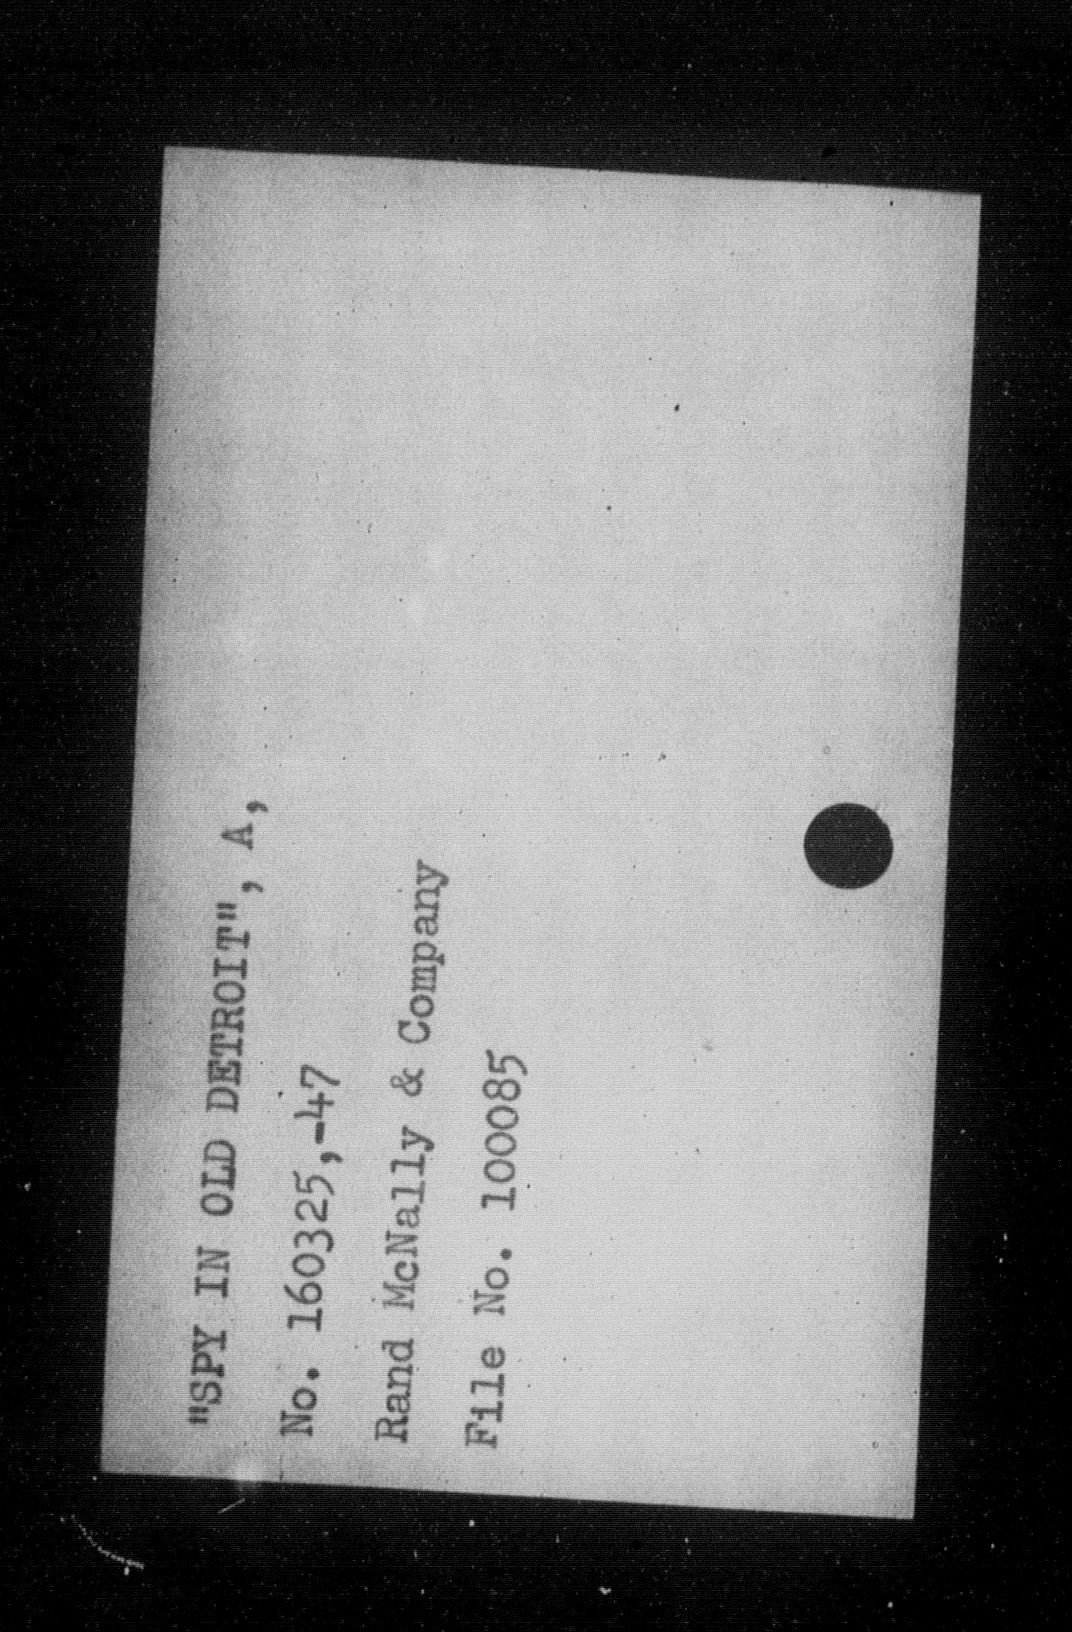 "SPY IN OLD DETROIT", A,
No. 160325,-47
Rand McNally & Company
File No. 100085